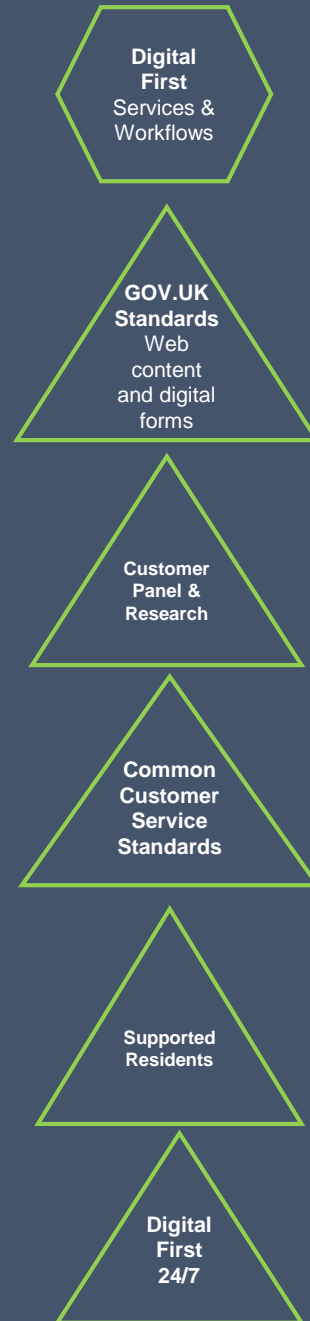 Digital
First
Services &
Workflows
GOV.UK
Standards
Web
content
and digital
forms
Customer
Panel &
Research
Common
Customer
Service
Standards
Supported
Residents
Digital
First
24/7